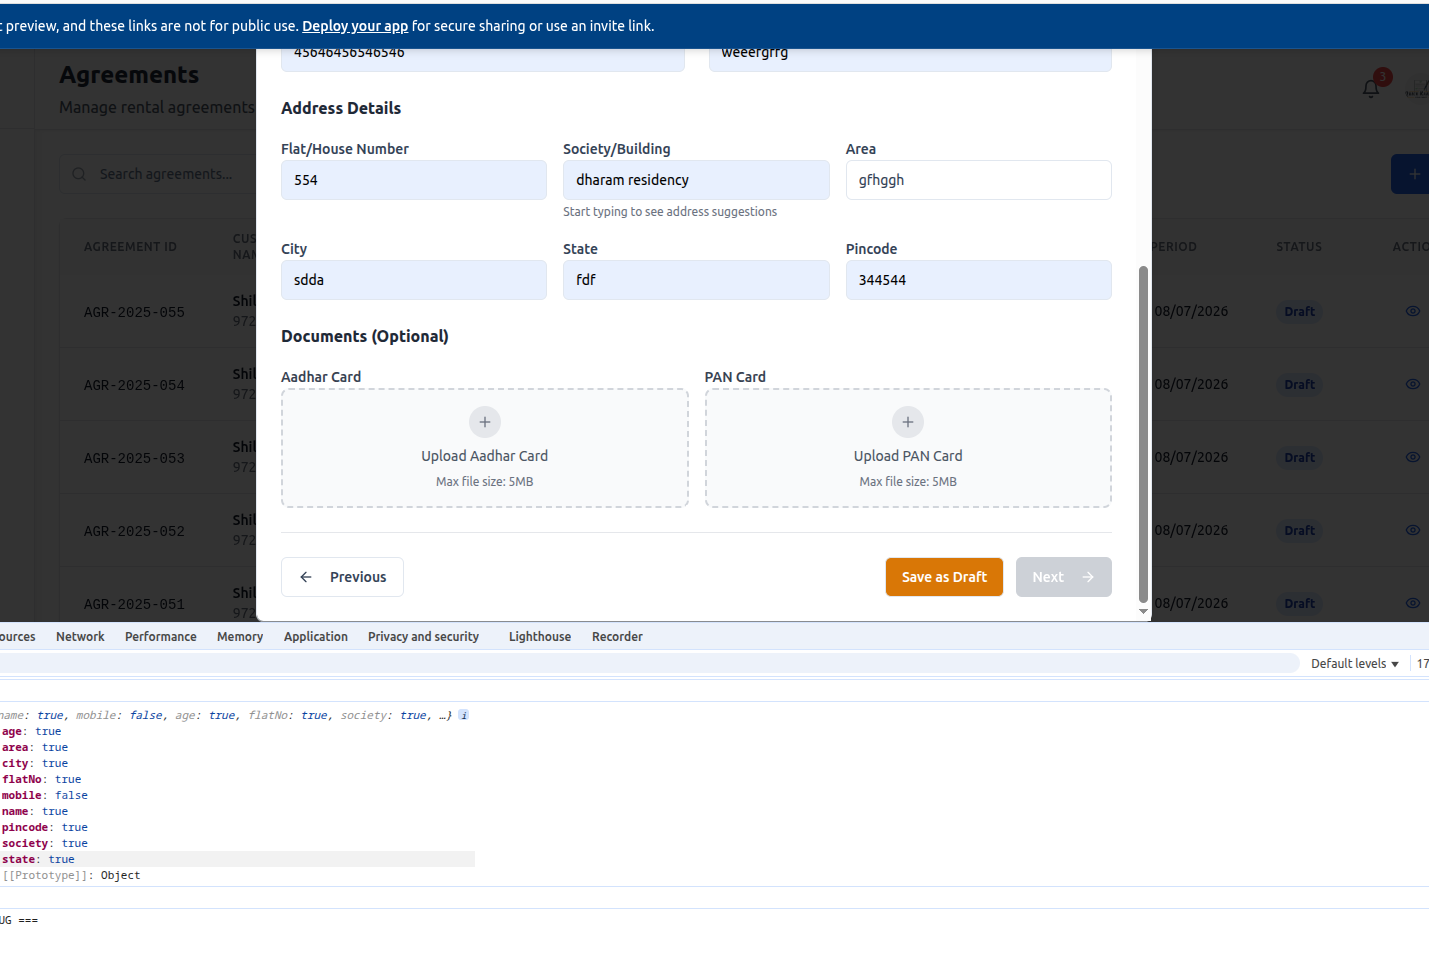 preview, and these links are not for public use. Deploy your app for secure sharing or use an invite link.
Agreements
Manage rental agreements
3
Search agreements...
+
AGREEMENT ID
PERIOD
STATUS
AGR-2025-055
972
08/07/2026
Draft
AGR-2025-054
972
08/07/2026
Draft
AGR-2025-053
972
08/07/2026
Draft
AGR-2025-052
972
08/07/2026
Draft
AGR-2025-051
972
08/07/2026
Draft
45646456546546
weeergrrg
Address Details
Flat/House Number
Society/Building
Area
554
dharam residency
gfhggh
Start typing to see address suggestions
City
State
Pincode
sdda
fdf
344544
Documents (Optional)
Aadhar Card
PAN Card
Upload Aadhar Card
Upload PAN Card
Max file size: 5MB
Max file size: 5MB
Previous
Save as Draft
Next
ources Network Performance Memory Application Privacy and security Lighthouse Recorder
Default levels
17
name: true, mobile: false, age: true, flatNo: true, society: true, …} i
age: true
area: true
city: true
flatNo: true
mobile: false
name: true
pincode: true
society: true
state: true
[[Prototype]]: Object
UG ===